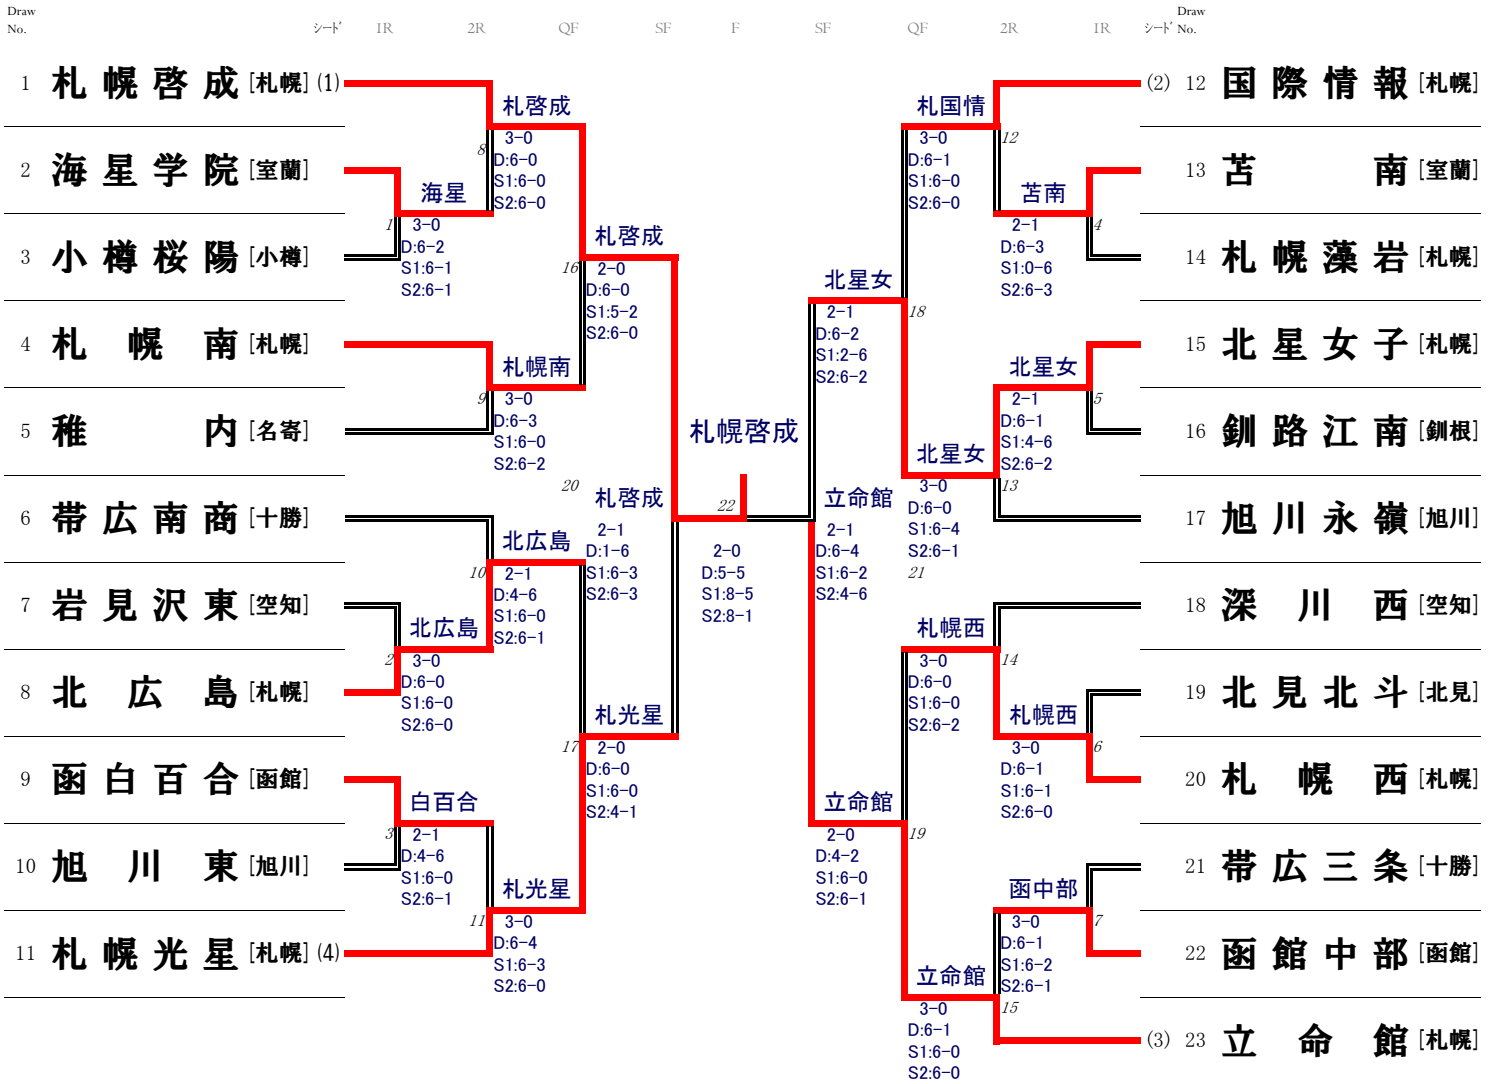 Draw
No.
シード 1R 2R QF SF F SF QF 2R 1R シード
Draw
No.
1 札幌啓成 [札幌] (1)
2 海星学院 [室蘭]
3 小樽桜陽 [小樽]
4 札幌南 [札幌]
5 稚内 [名寄]
6 帯広南商 [十勝]
7 岩見沢東 [空知]
8 北広島 [札幌]
9 函白百合 [函館]
10 旭川東 [旭川]
11 札幌光星 [札幌] (4)
海星
1
3-0
D:6-2
S1:6-1
S2:6-1
北広島
2
3-0
D:6-0
S1:6-0
S2:6-0
白百合
3
2-1
D:4-6
S1:6-0
S2:6-1
札啓成
8
3-0
D:6-0
S1:6-0
S2:6-0
札幌南
9
3-0
D:6-3
S1:6-0
S2:6-2
北広島
10
2-1
D:4-6
S1:6-0
S2:6-1
札光星
11
3-0
D:6-4
S1:6-3
S2:6-0
札啓成
16
2-0
D:6-0
S1:5-2
S2:6-0
札光星
17
2-0
D:6-0
S1:6-0
S2:4-1
20
札啓成
2-1
D:1-6
S1:6-3
S2:6-3
札幌啓成
22
2-0
D:5-5
S1:8-5
S2:8-1
立命館
2-1
D:6-4
S1:6-2
S2:4-6
21
北星女
18
2-1
D:6-2
S1:2-6
S2:6-2
立命館
19
2-0
D:4-2
S1:6-0
S2:6-1
札国情
12
3-0
D:6-1
S1:6-0
S2:6-0
北星女
13
3-0
D:6-0
S1:6-4
S2:6-1
札幌西
14
3-0
D:6-0
S1:6-0
S2:6-2
立命館
15
3-0
D:6-1
S1:6-0
S2:6-0
苫南
4
2-1
D:6-3
S1:0-6
S2:6-3
北星女
5
2-1
D:6-1
S1:4-6
S2:6-2
札幌西
6
3-0
D:6-1
S1:6-1
S2:6-0
函中部
7
3-0
D:6-1
S1:6-2
S2:6-1
(2) 12 国際情報 [札幌]
13 苫南 [室蘭]
14 札幌藻岩 [札幌]
15 北星女子 [札幌]
16 釧路江南 [釧根]
17 旭川永嶺 [旭川]
18 深川西 [空知]
19 北見北斗 [北見]
20 札幌西 [札幌]
21 帯広三条 [十勝]
22 函館中部 [函館]
(3) 23 立命館 [札幌]